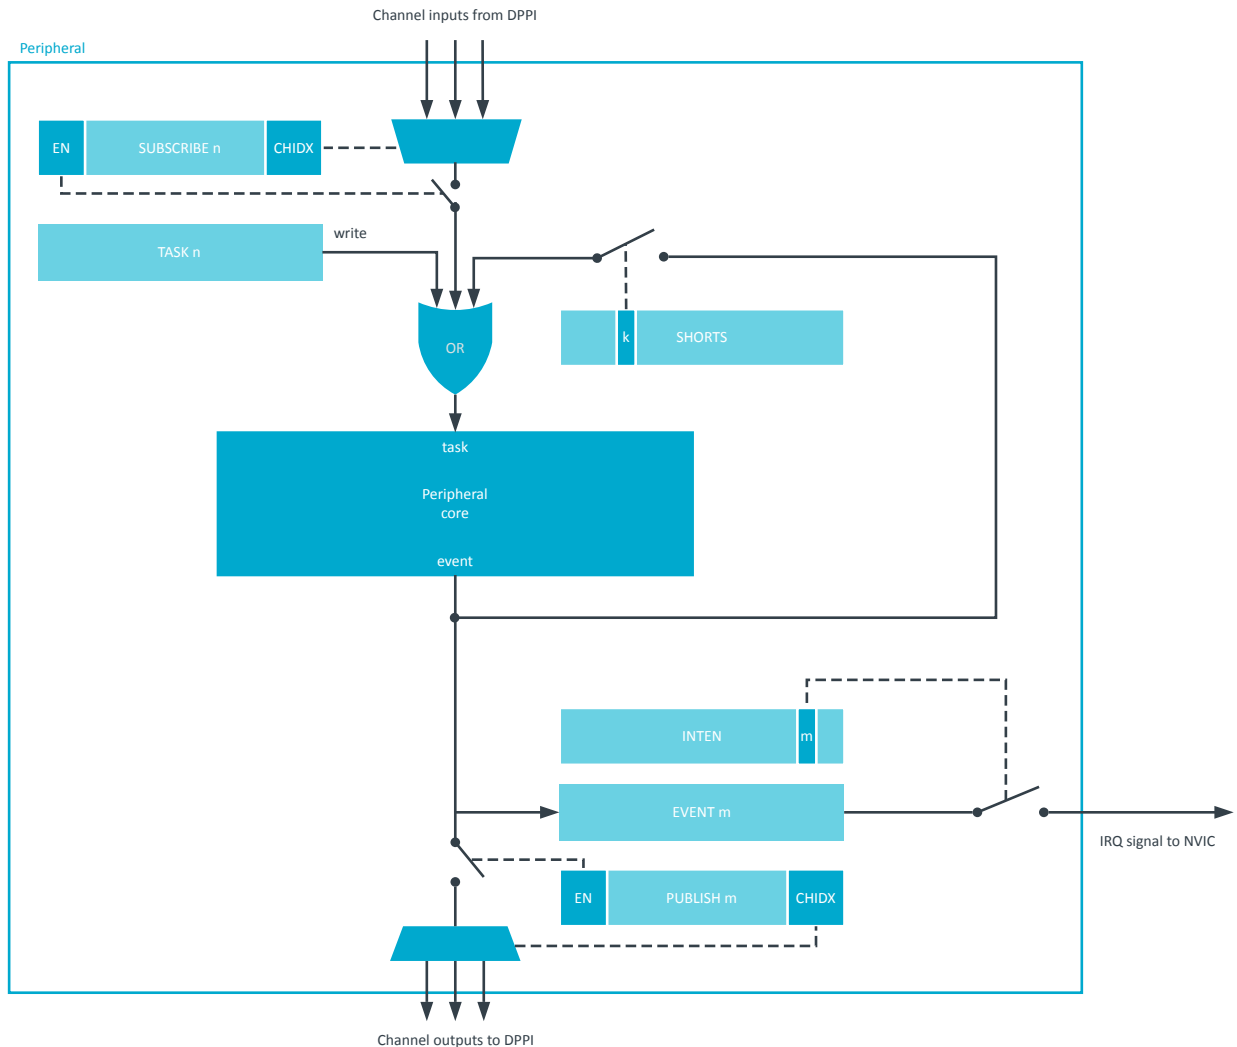 Channel inputs from DPPI
Peripheral
EN
SUBSCRIBE n
CHIDX
write
TASK n
k
SHORTS
OR
task
Peripheral
core
event
INTEN
m
EVENT m
IRQ signal to NVIC
EN
PUBLISH m
CHIDX
Channel outputs to DPPI